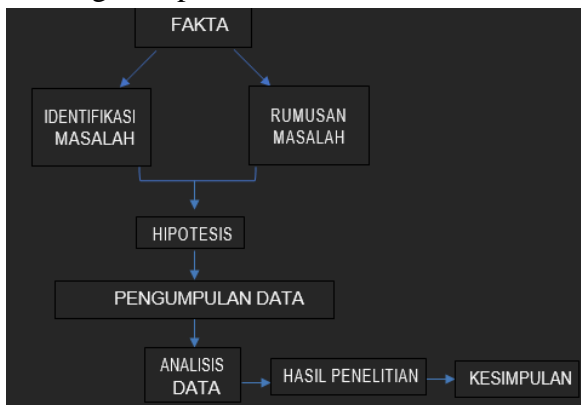 FAKTA
IDENTIFIKASI
MASALAH
RUMUSAN
MASALAH
HIPOTESIS
PENGUMPULAN DATA
ANALISIS
DATA
HASIL PENELITIAN
KESIMPULAN